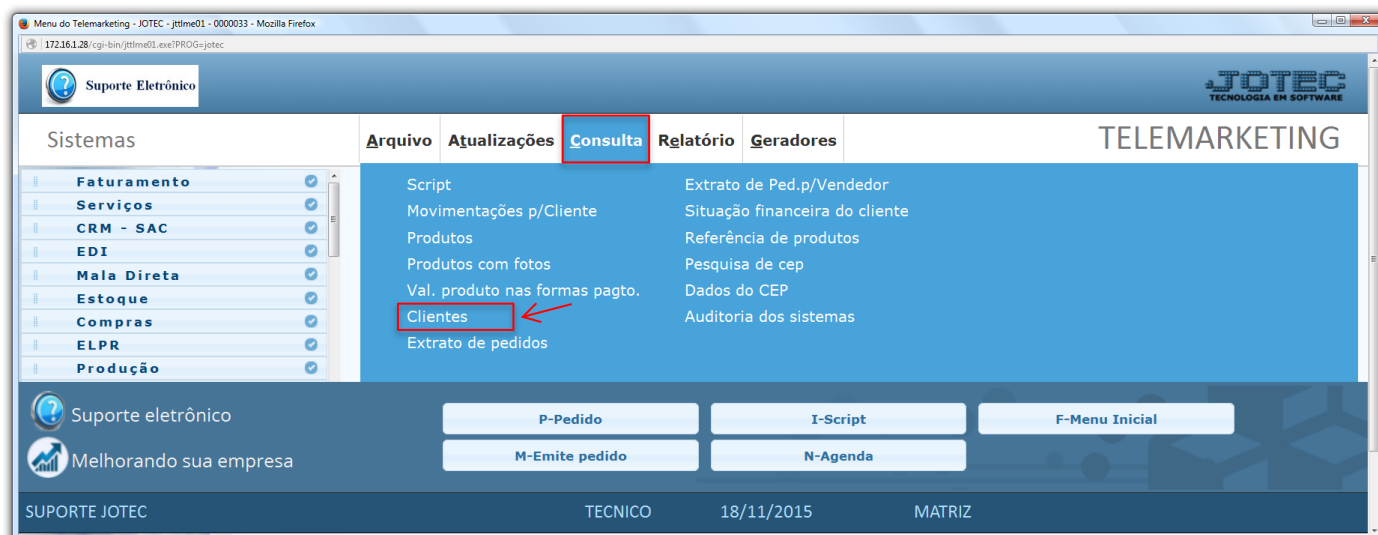 Menu do Telemarketing - JOTEC - jttlme01 - 0000033 - Mozilla Firefox
172.16.1.28/cgi-bin/jttlme01.exe?PROG=jotec
Suporte Eletrônico
JOTEC
TECNOLOGIA EM SOFTWARE
Sistemas
Arquivo Atualizações Consulta Relatório Geradores
TELEMARKETING
Faturamento
Serviços
CRM - SAC
EDI
Mala Direta
Estoque
Compras
ELPR
Produção
Script
Movimentações p/Cliente
Produtos
Produtos com fotos
Val. produto nas formas pagto.
Clientes
Extrato de pedidos
Extrato de Ped.p/Vendedor
Situação financeira do cliente
Referência de produtos
Pesquisa de cep
Dados do CEP
Auditoria dos sistemas
Suporte eletrônico
Melhorando sua empresa
P-Pedido I-Script F-Menu Inicial
M-Emite pedido N-Agenda
SUPORTE JOTEC TECNICO 18/11/2015 MATRIZ